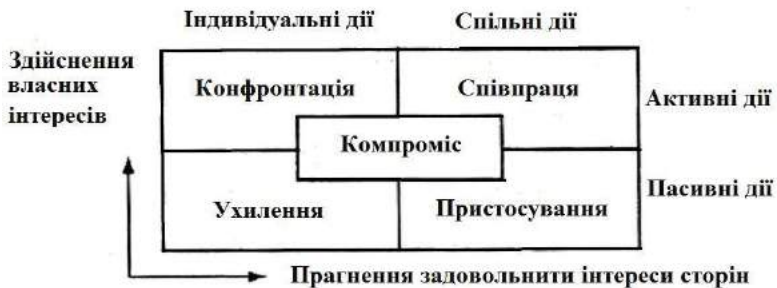 Індивідуальні дії
Спільні дії
Здійснення
власних
інтересів
Конфронтація
Співпраця
Активні дії
Компроміс
Ухилення
Пристосування
Пасивні дії
Прагнення задовольнити інтереси сторін